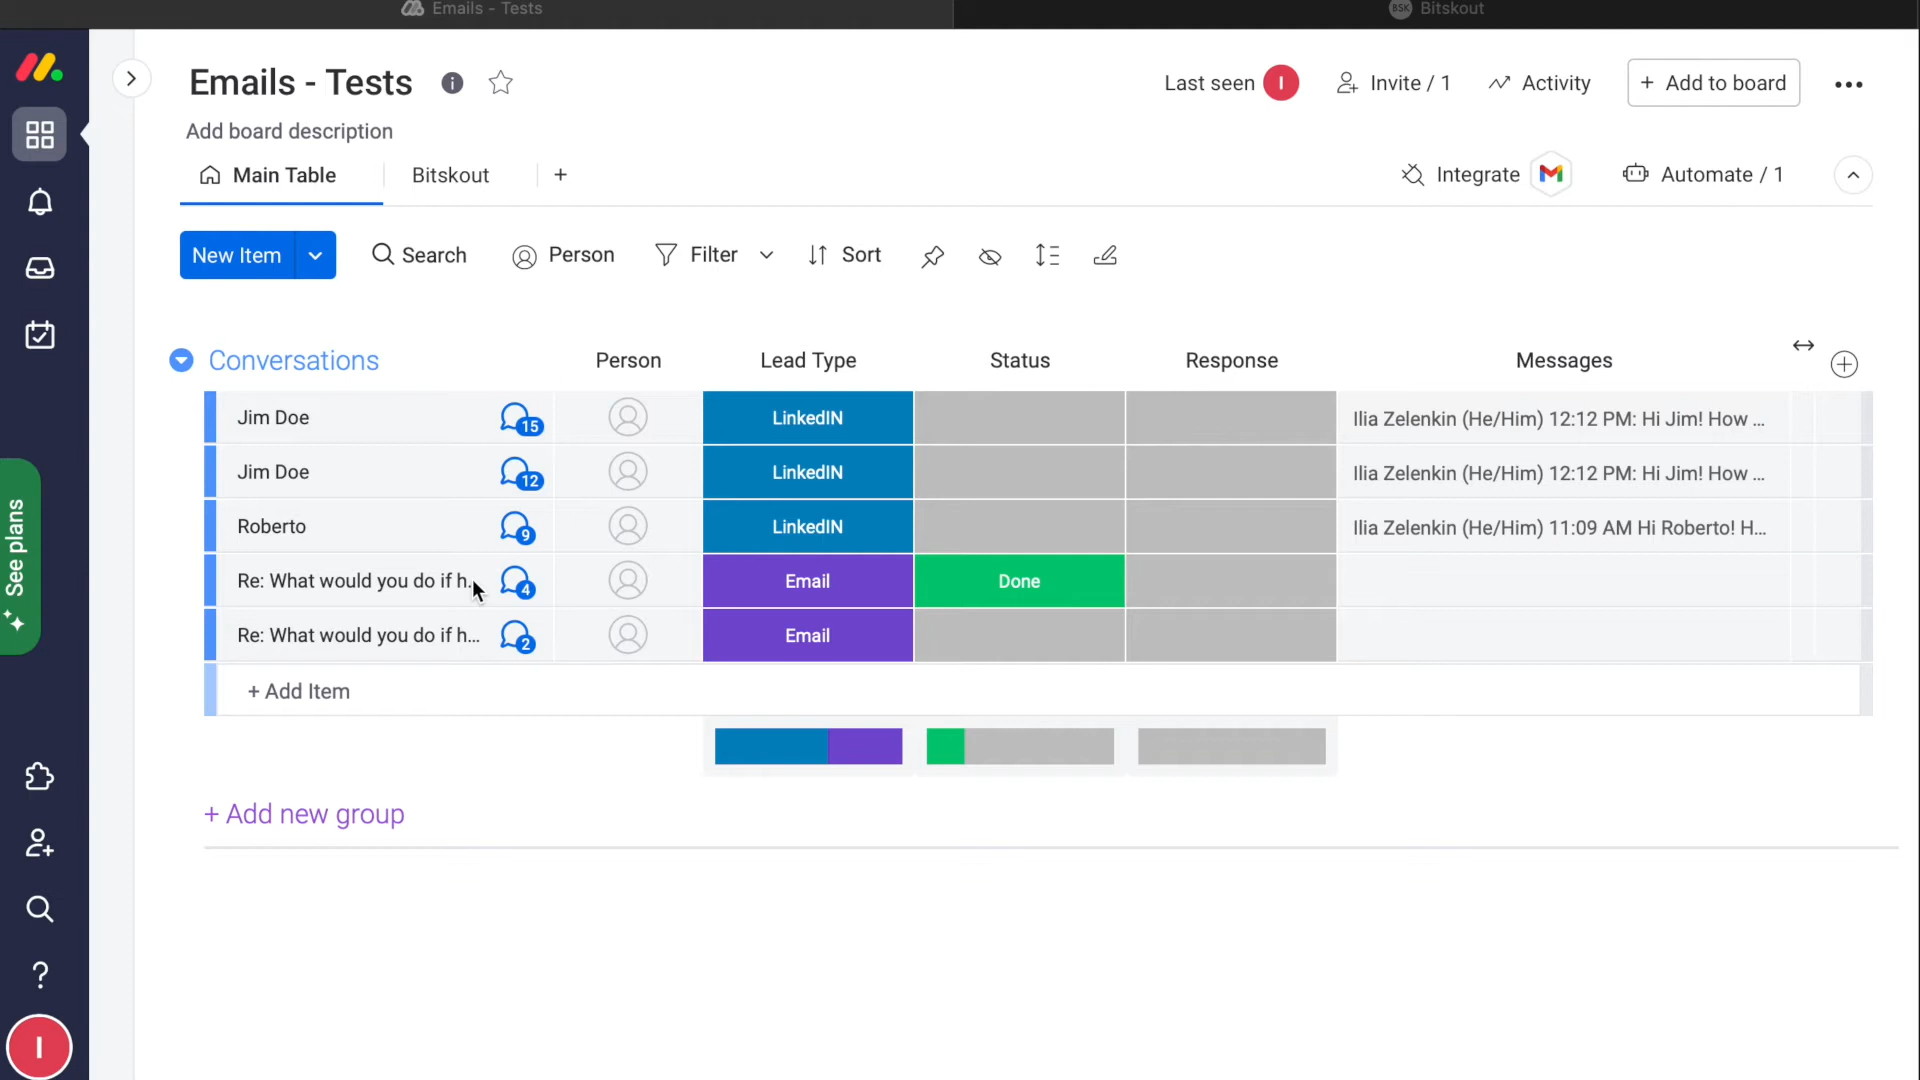 Emails - Tests
BSK Bitskout
Emails - Tests
Last seen I
Invite / 1
Activity
+ Add to board
Add board description
Main Table
Bitskout
+
Integrate
Automate / 1
New Item
Search
Person
Filter
Sort
Conversations
Person
Lead Type
Status
Response
Messages
Jim Doe
15
LinkedIN
Ilia Zelenkin (He/Him) 12:12 PM: Hi Jim! How ...
Jim Doe
12
LinkedIN
Ilia Zelenkin (He/Him) 12:12 PM: Hi Jim! How ...
Roberto
9
LinkedIN
Ilia Zelenkin (He/Him) 11:09 AM Hi Roberto! H...
Re: What would you do if h...
4
Email
Done
Re: What would you do if h...
2
Email
+ Add Item
+ Add new group
See plans
?
I